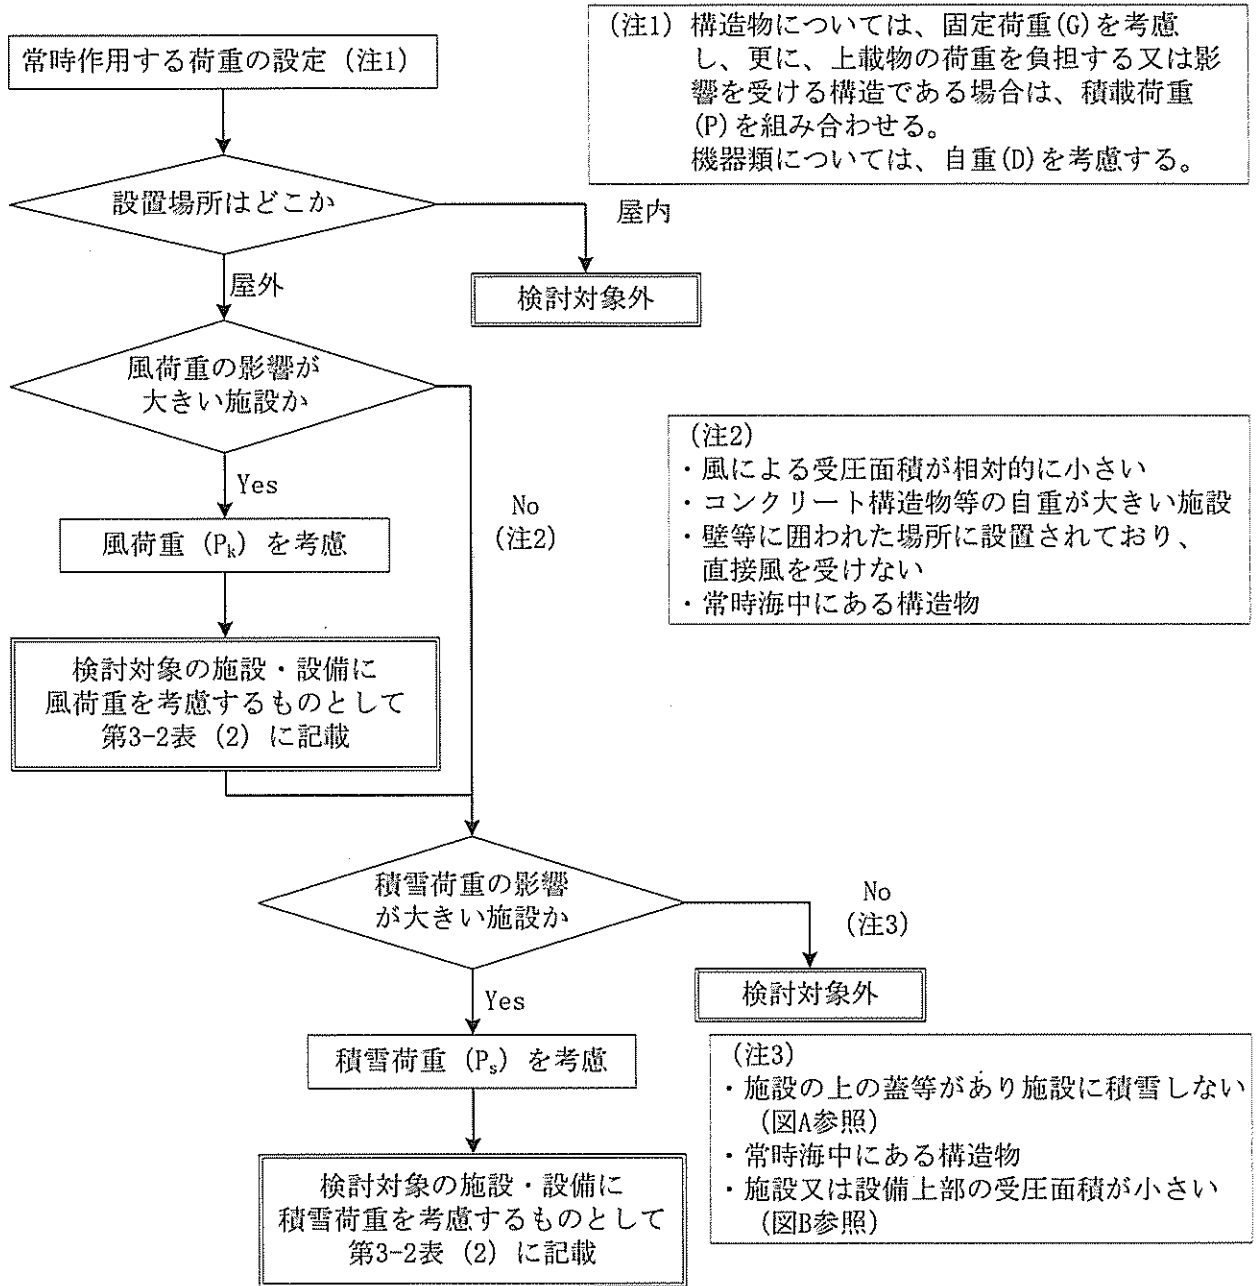 常時作用する荷重の設定（注1）
（注1）構造物については、固定荷重(G)を考慮
し、更に、上載物の荷重を負担する又は影
響を受ける構造である場合は、積載荷重
(P)を組み合わせる。
機器類については、自重(D)を考慮する。
設置場所はどこか
屋内
検討対象外
屋外
風荷重の影響が
大きい施設か
Yes
No
（注2）
（注2）
・風による受圧面積が相対的に小さい
・コンクリート構造物等の自重が大きい施設
・壁等に囲われた場所に設置されており、
直接風を受けない
・常時海中にある構造物
風荷重（Pk）を考慮
検討対象の施設・設備に
風荷重を考慮するものとして
第3-2表（2）に記載
積雪荷重の影響
が大きい施設か
No
（注3）
検討対象外
Yes
積雪荷重（Ps）を考慮
検討対象の施設・設備に
積雪荷重を考慮するものとして
第3-2表（2）に記載
（注3）
・施設の上の蓋等があり施設に積雪しない
（図A参照）
・常時海中にある構造物
・施設又は設備上部の受圧面積が小さい
（図B参照）